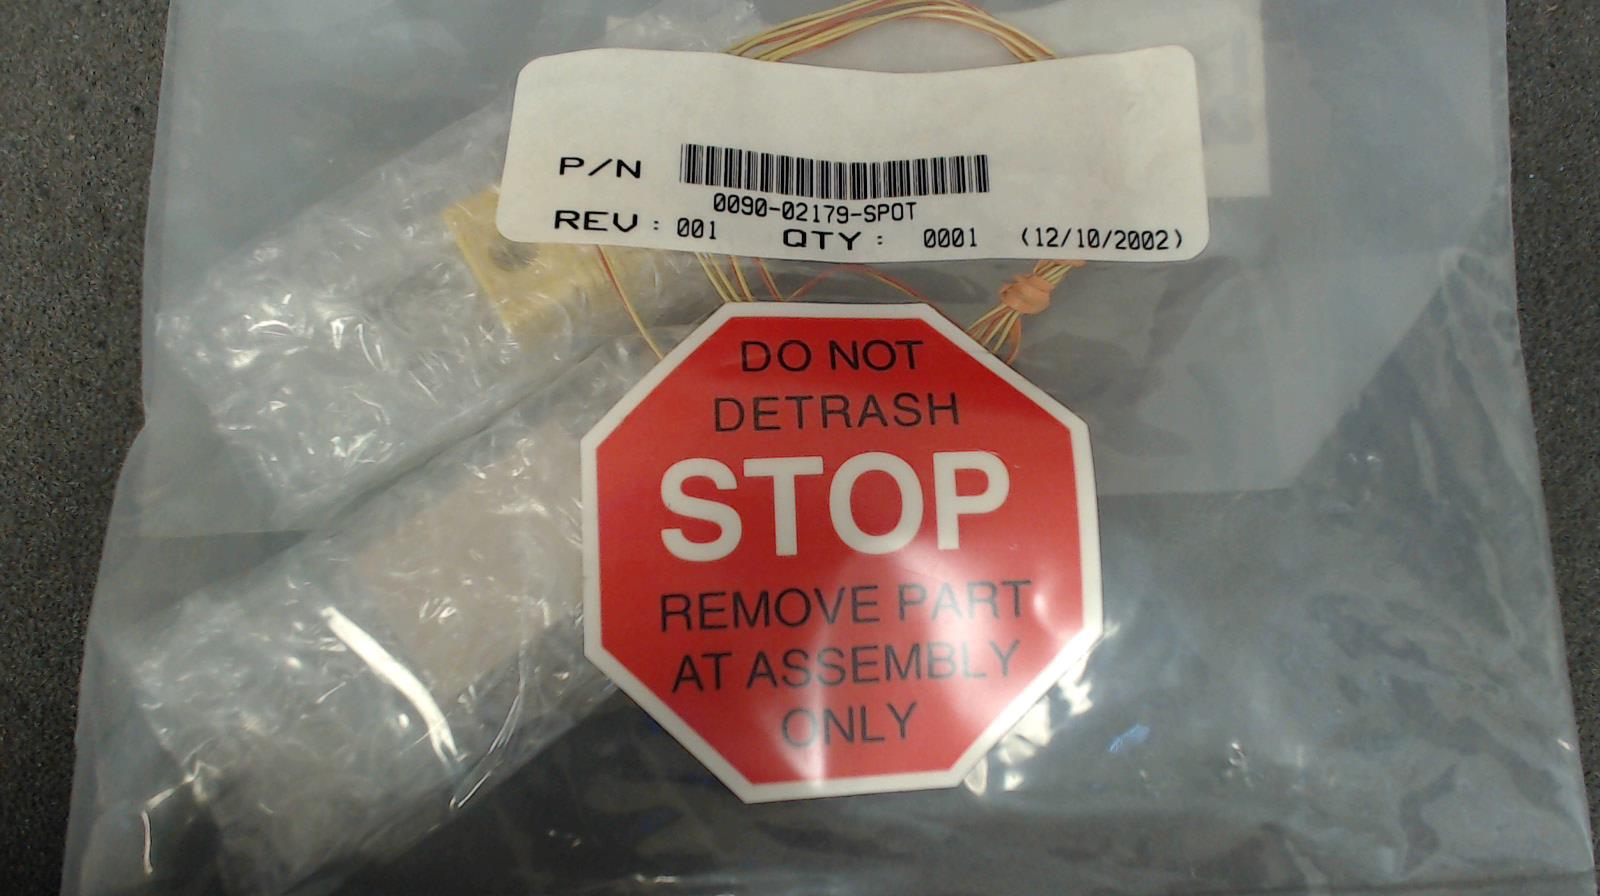 P/N
0090-02179-SPOT
REV: 001 QTY: 0001 (12/10/2002)
DO NOT
DETRASH
STOP
REMOVE PART
AT ASSEMBLY
ONLY